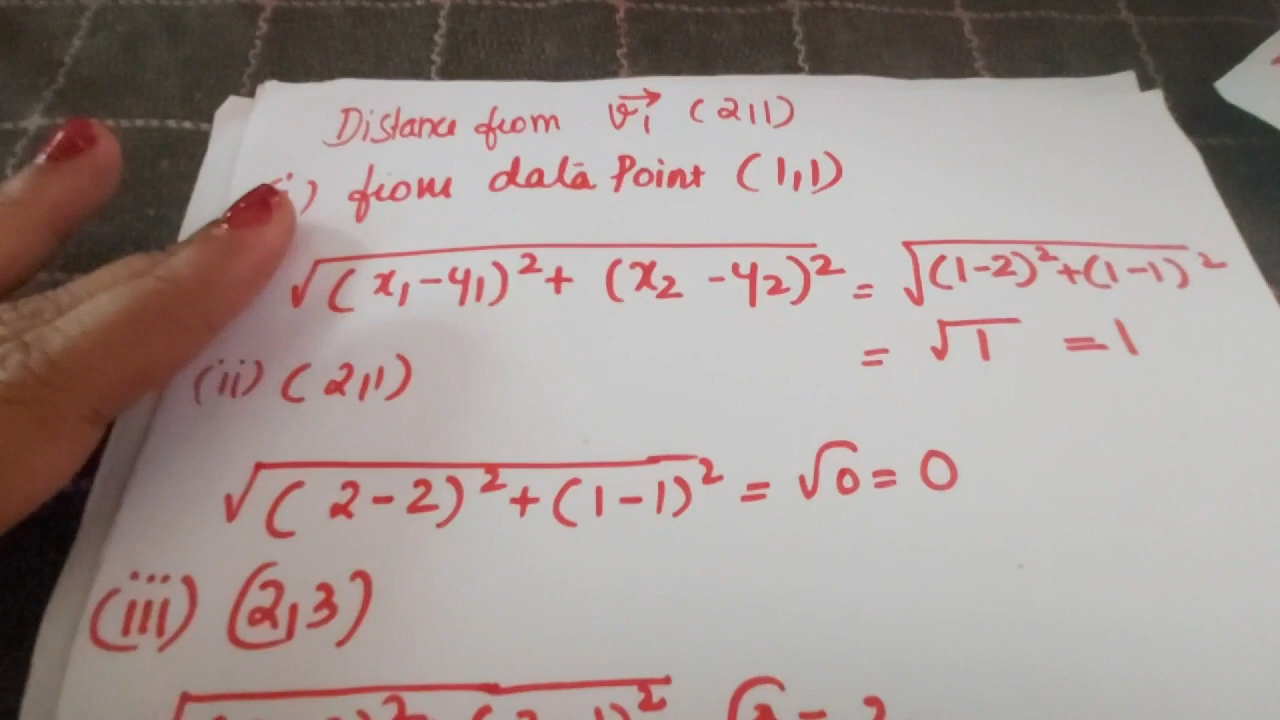 Distance from v₁⃗ (2,1)
i) from data Point (1,1)
√(x₁-y₁)²+ (x₂ -y₂)² = √(1-2)²+(1-1)²
= √1 =1
(ii) (2,1)
√(2-2)²+(1-1)² = √0 = 0
(iii) (2,3)